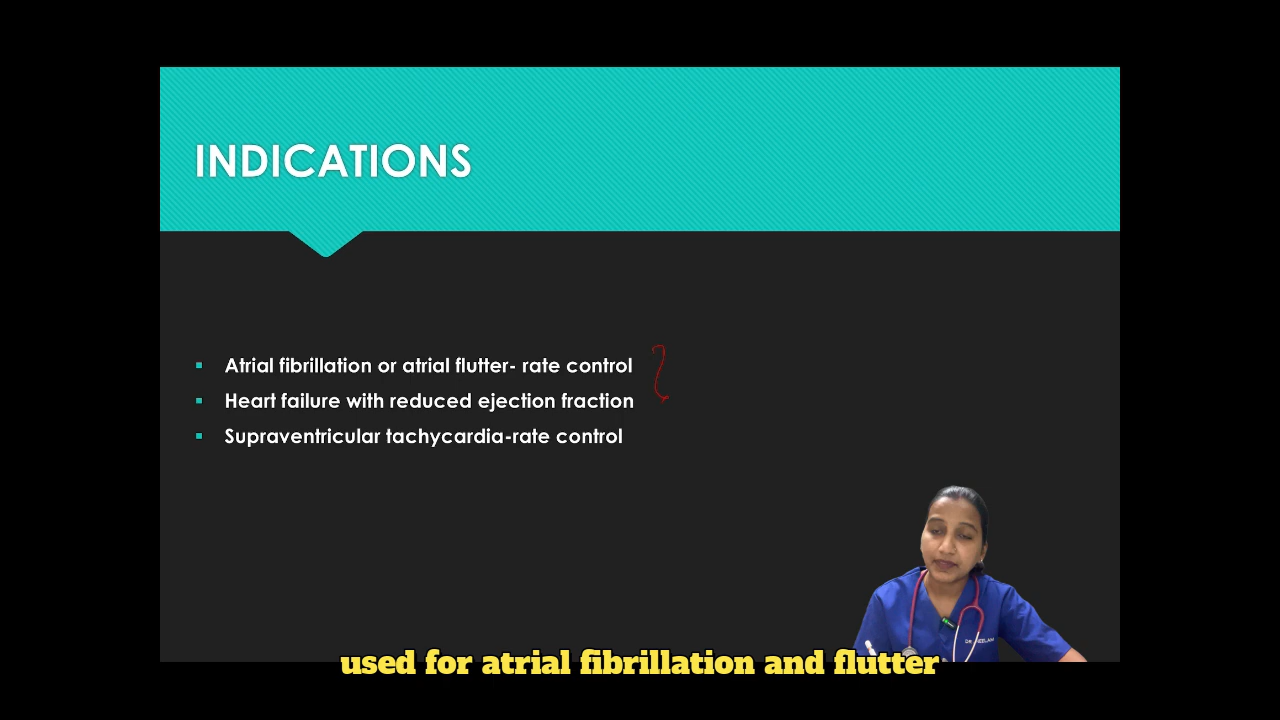 INDICATIONS
Atrial fibrillation or atrial flutter- rate control
Heart failure with reduced ejection fraction
Supraventricular tachycardia-rate control
used for atrial fibrillation and flutter